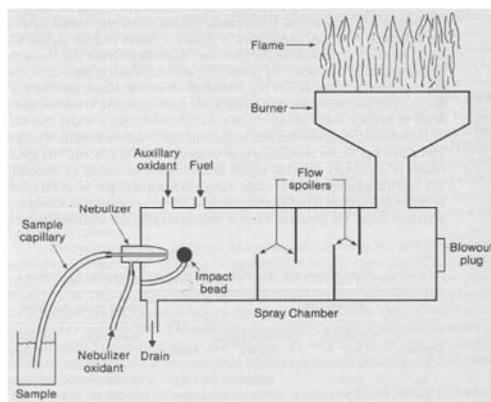 Flame
Burner
Auxillary
oxidant
Fuel
Flow
spoilers
Nebulizer
Sample
capillary
Impact
bead
Blowout
plug
Spray Chamber
Nebulizer
oxidant
Drain
Sample